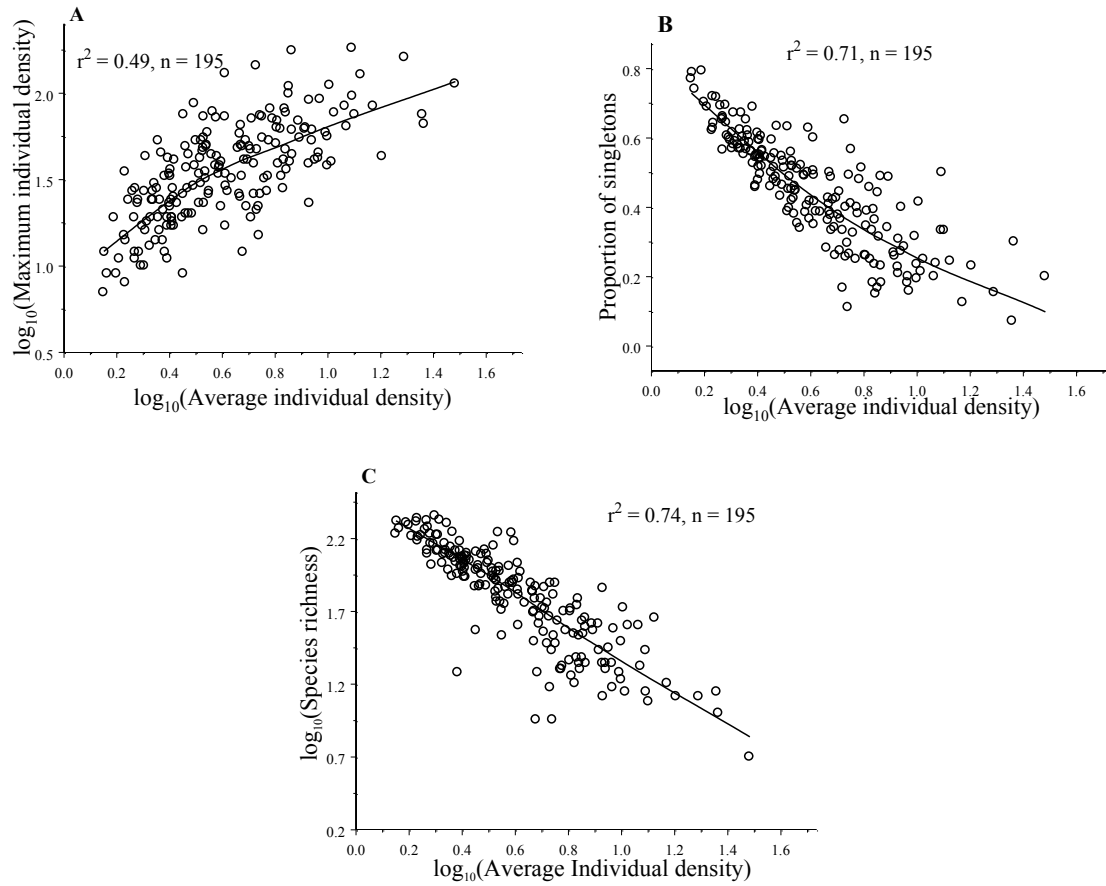 A
r² = 0.49, n = 195
log₁₀(Maximum individual density)
2.0
1.5
1.0
0.5
0.0 0.2 0.4 0.6 0.8 1.0 1.2 1.4 1.6
log₁₀(Average individual density)
B
r² = 0.71, n = 195
Proportion of singletons
0.8
0.6
0.4
0.2
0.0
0.0 0.2 0.4 0.6 0.8 1.0 1.2 1.4 1.6
log₁₀(Average individual density)
C
r² = 0.74, n = 195
log₁₀(Species richness)
2.2
1.7
1.2
0.7
0.2
0.0 0.2 0.4 0.6 0.8 1.0 1.2 1.4 1.6
log₁₀(Average Individual density)